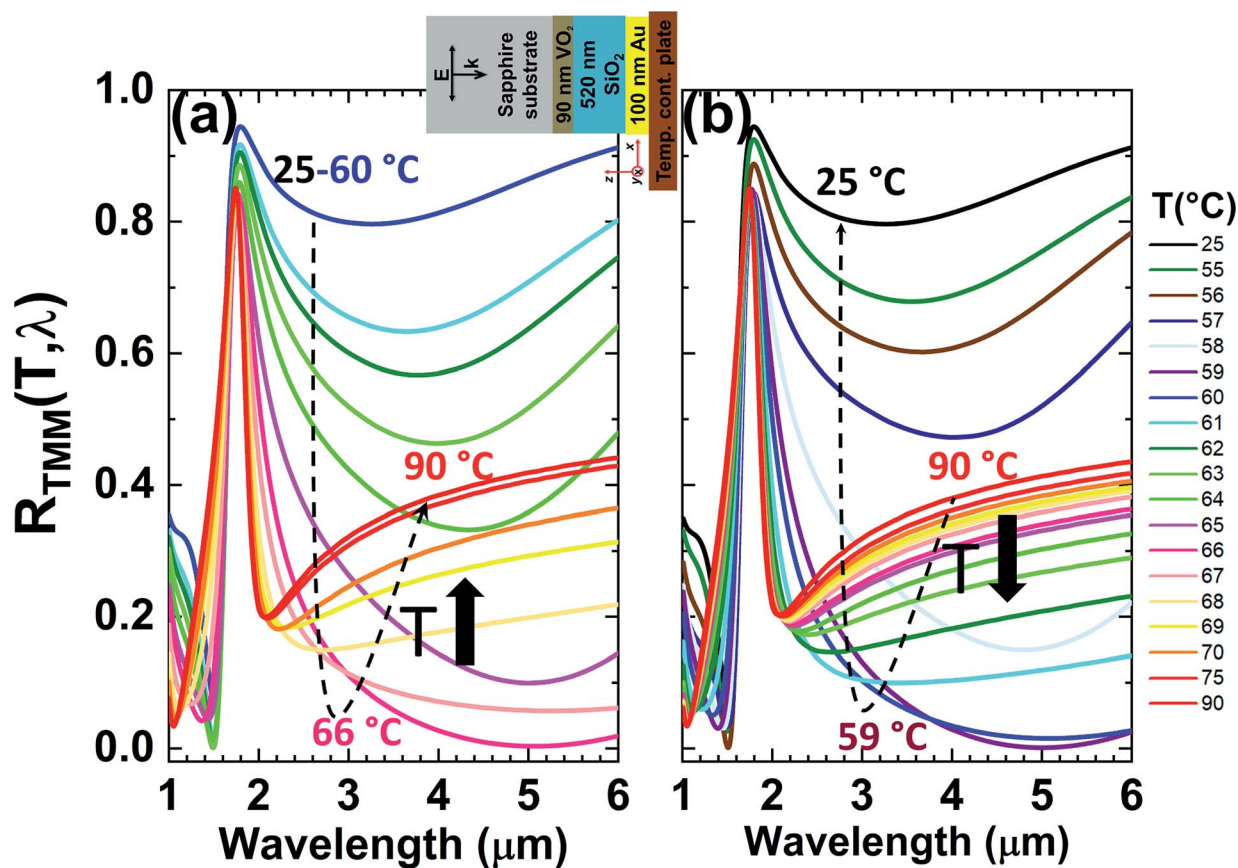 E
k
Sapphire
substrate
90 nm VO₂
520 nm
SiO₂
100 nm Au
Temp. cont. plate
z
x
y
(a)
25-60 °C
90 °C
T
66 °C
(b)
25 °C
90 °C
T
59 °C
R_TMM(T,λ)
1.0
0.8
0.6
0.4
0.2
0.0
1 2 3 4 5 6
Wavelength (μm)
1 2 3 4 5 6
Wavelength (μm)
T(°C)
25
55
56
57
58
59
60
61
62
63
64
65
66
67
68
69
70
75
90